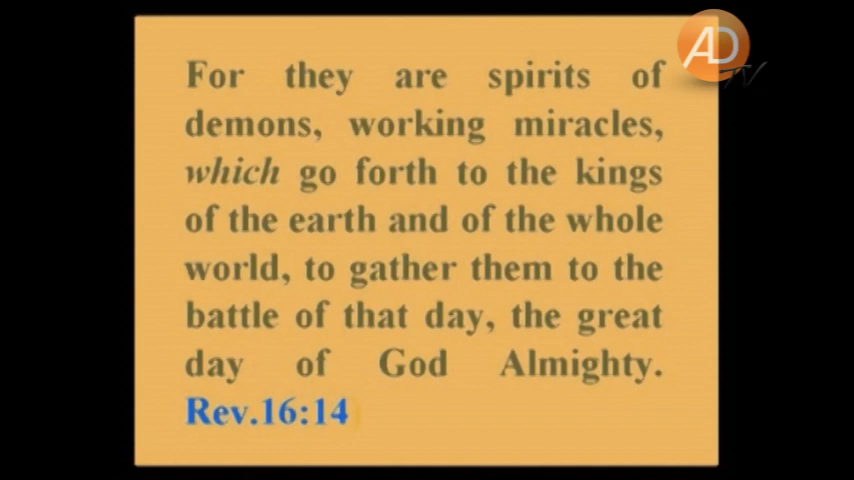 For they are spirits of
demons, working miracles,
which go forth to the kings
of the earth and of the whole
world, to gather them to the
battle of that day, the great
day of God Almighty.
Rev.16:14
AD
TV